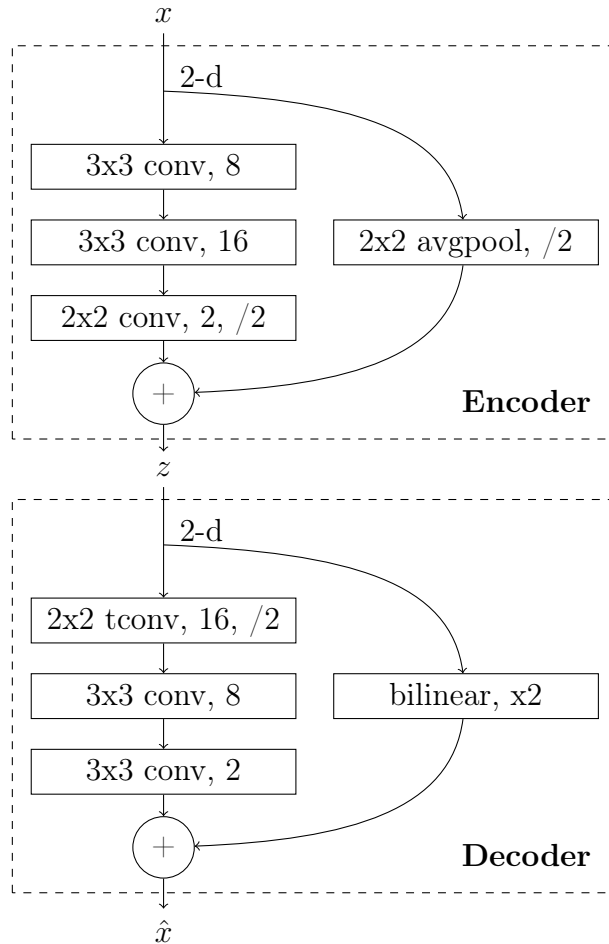 x
2-d
3x3 conv, 8
3x3 conv, 16
2x2 avgpool, /2
2x2 conv, 2, /2
+
Encoder
z
2-d
2x2 tconv, 16, /2
3x3 conv, 8
bilinear, x2
3x3 conv, 2
+
Decoder
x̂